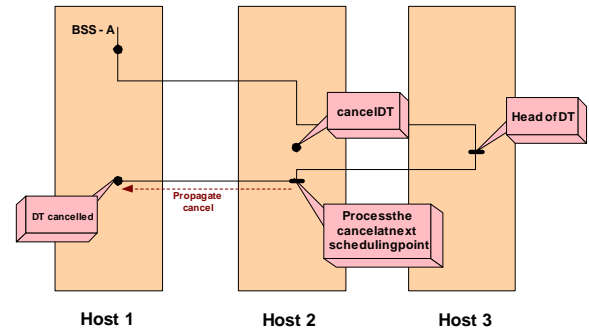 BSS - A
cancelDT
Head of DT
DT cancelled
Propagate
cancel
Processthe
cancelatnext
schedulingpoint
Host 1
Host 2
Host 3